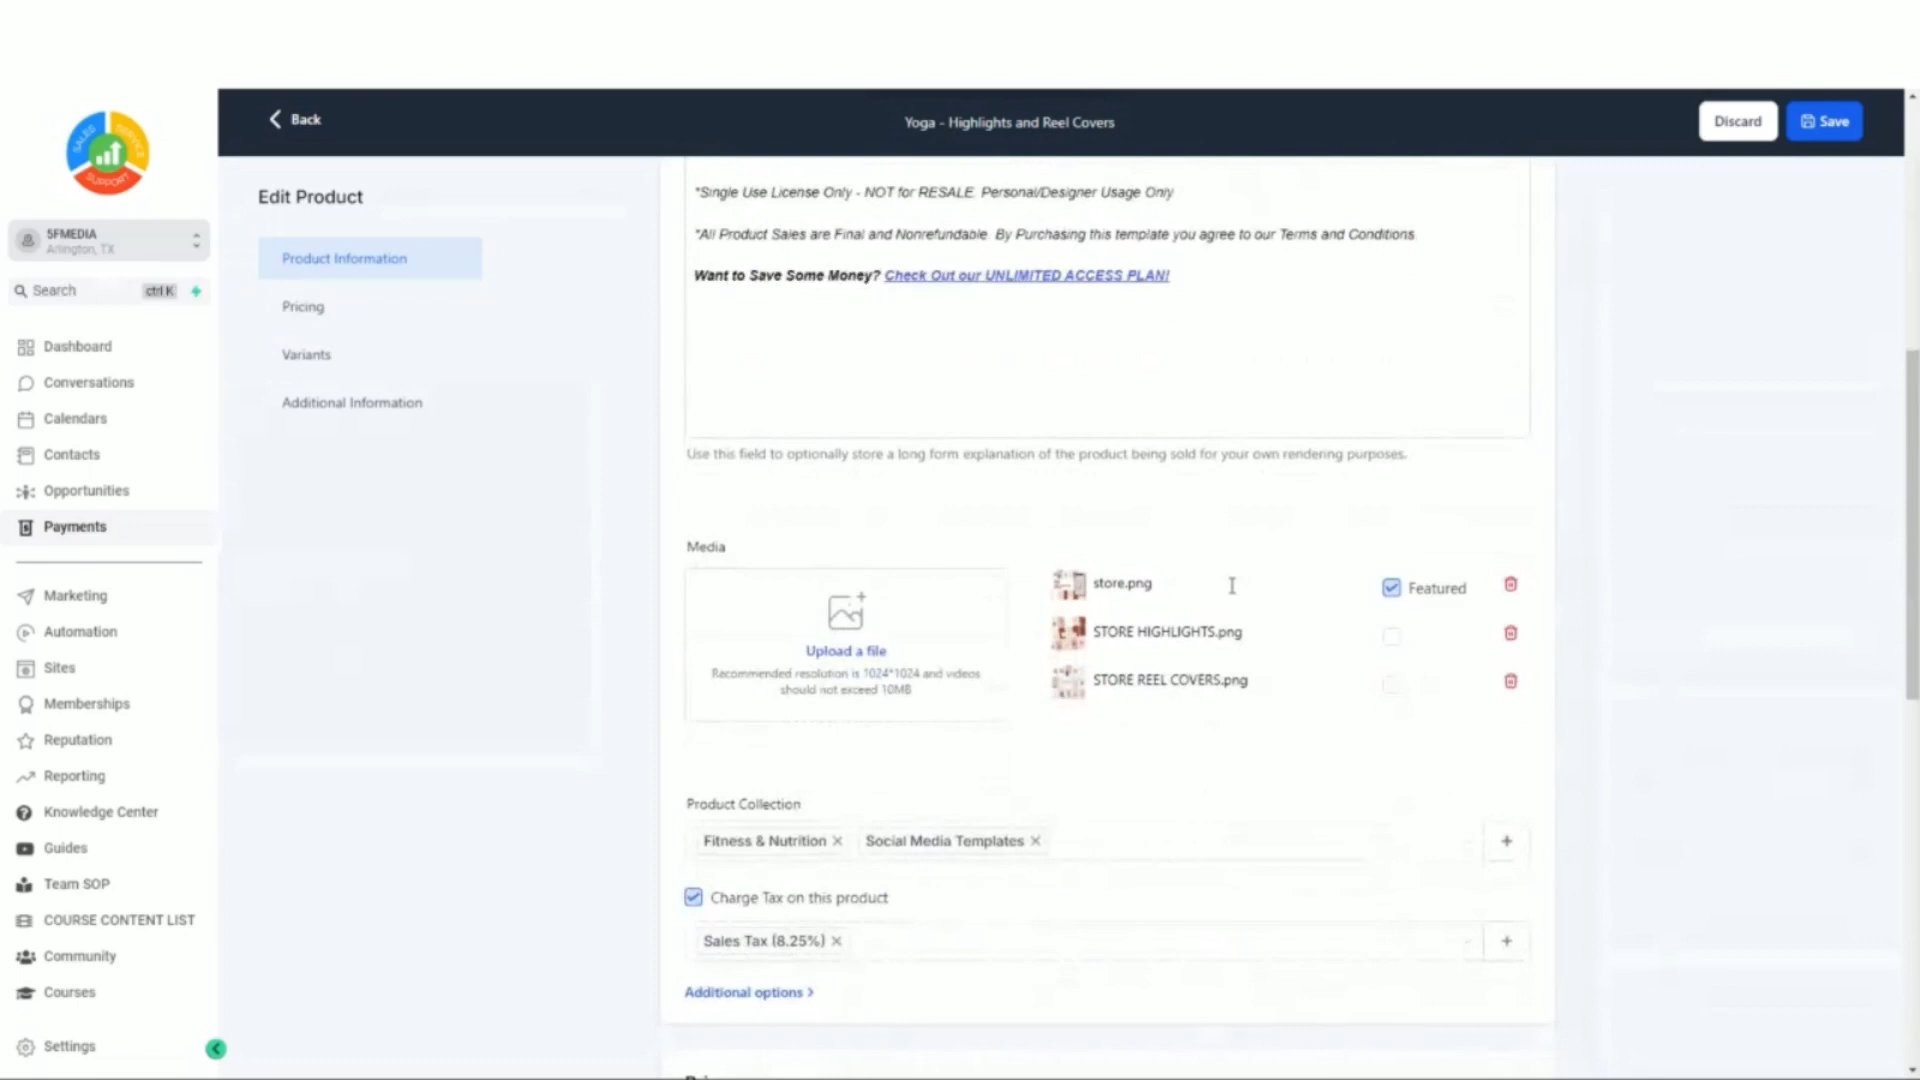 SALES
SERVICE
SUPPORT
Back
Yoga - Highlights and Reel Covers
Discard
Save
5FMEDIA
Arlington, TX
Search
ctrl K
Dashboard
Conversations
Calendars
Contacts
Opportunities
Payments
Marketing
Automation
Sites
Memberships
Reputation
Reporting
Knowledge Center
Guides
Team SOP
COURSE CONTENT LIST
Community
Courses
Settings
Edit Product
Product Information
Pricing
Variants
Additional Information
*Single Use License Only - NOT for RESALE. Personal/Designer Usage Only
*All Product Sales are Final and Nonrefundable. By Purchasing this template you agree to our Terms and Conditions.
Want to Save Some Money? Check Out our UNLIMITED ACCESS PLAN!
Use this field to optionally store a long form explanation of the product being sold for your own rendering purposes.
Media
Upload a file
Recommended resolution is 1024*1024 and videos
should not exceed 10MB
store.png
Featured
STORE HIGHLIGHTS.png
STORE REEL COVERS.png
Product Collection
Fitness & Nutrition
Social Media Templates
Charge Tax on this product
Sales Tax (8.25%)
Additional options